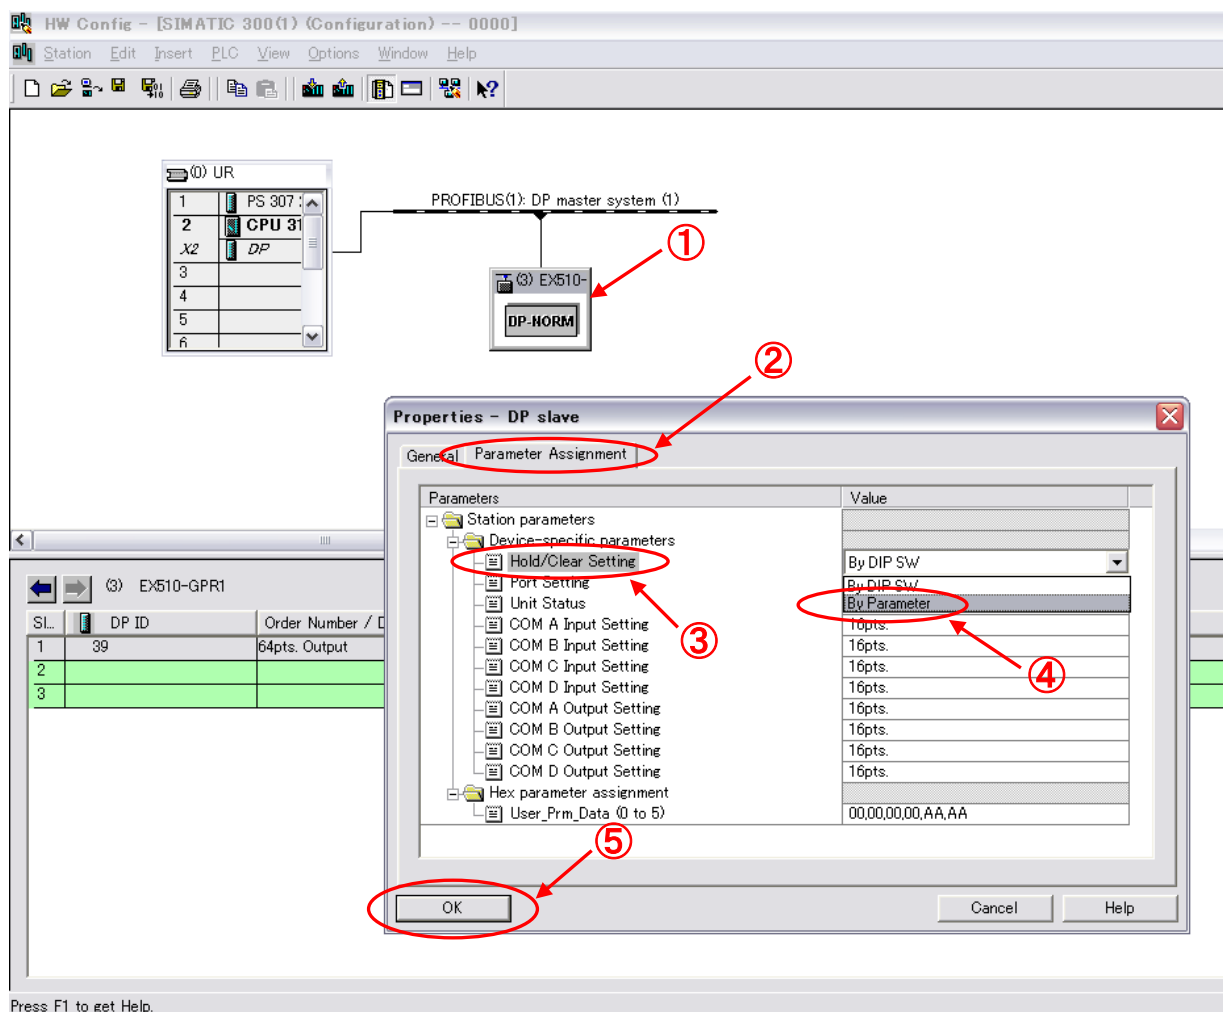 HW Config - [SIMATIC 300(1) (Configuration) -- 0000]
Station Edit Insert PLC View Options Window Help
(0) UR
1 PS 307
2 CPU 31
X2 DP
3
4
5
6
PROFIBUS(1): DP master system (1)
①
(3) EX510-
DP-NORM
②
Properties - DP slave
General Parameter Assignment
Parameters Value
Station parameters
Device-specific parameters
Hold/Clear Setting By DIP SW
Port Setting By DIP SW
Unit Status By Parameter
COM A Input Setting 16pts.
COM B Input Setting 16pts.
COM C Input Setting 16pts.
COM D Input Setting 16pts.
COM A Output Setting 16pts.
COM B Output Setting 16pts.
COM C Output Setting 16pts.
COM D Output Setting 16pts.
Hex parameter assignment
User_Prm_Data (0 to 5) 00,00,00,00,AA,AA
③
④
⑤
OK Cancel Help
(3) EX510-GPR1
Sl... DP ID Order Number / D
1 39 64pts. Output
2
3
Press F1 to get Help.